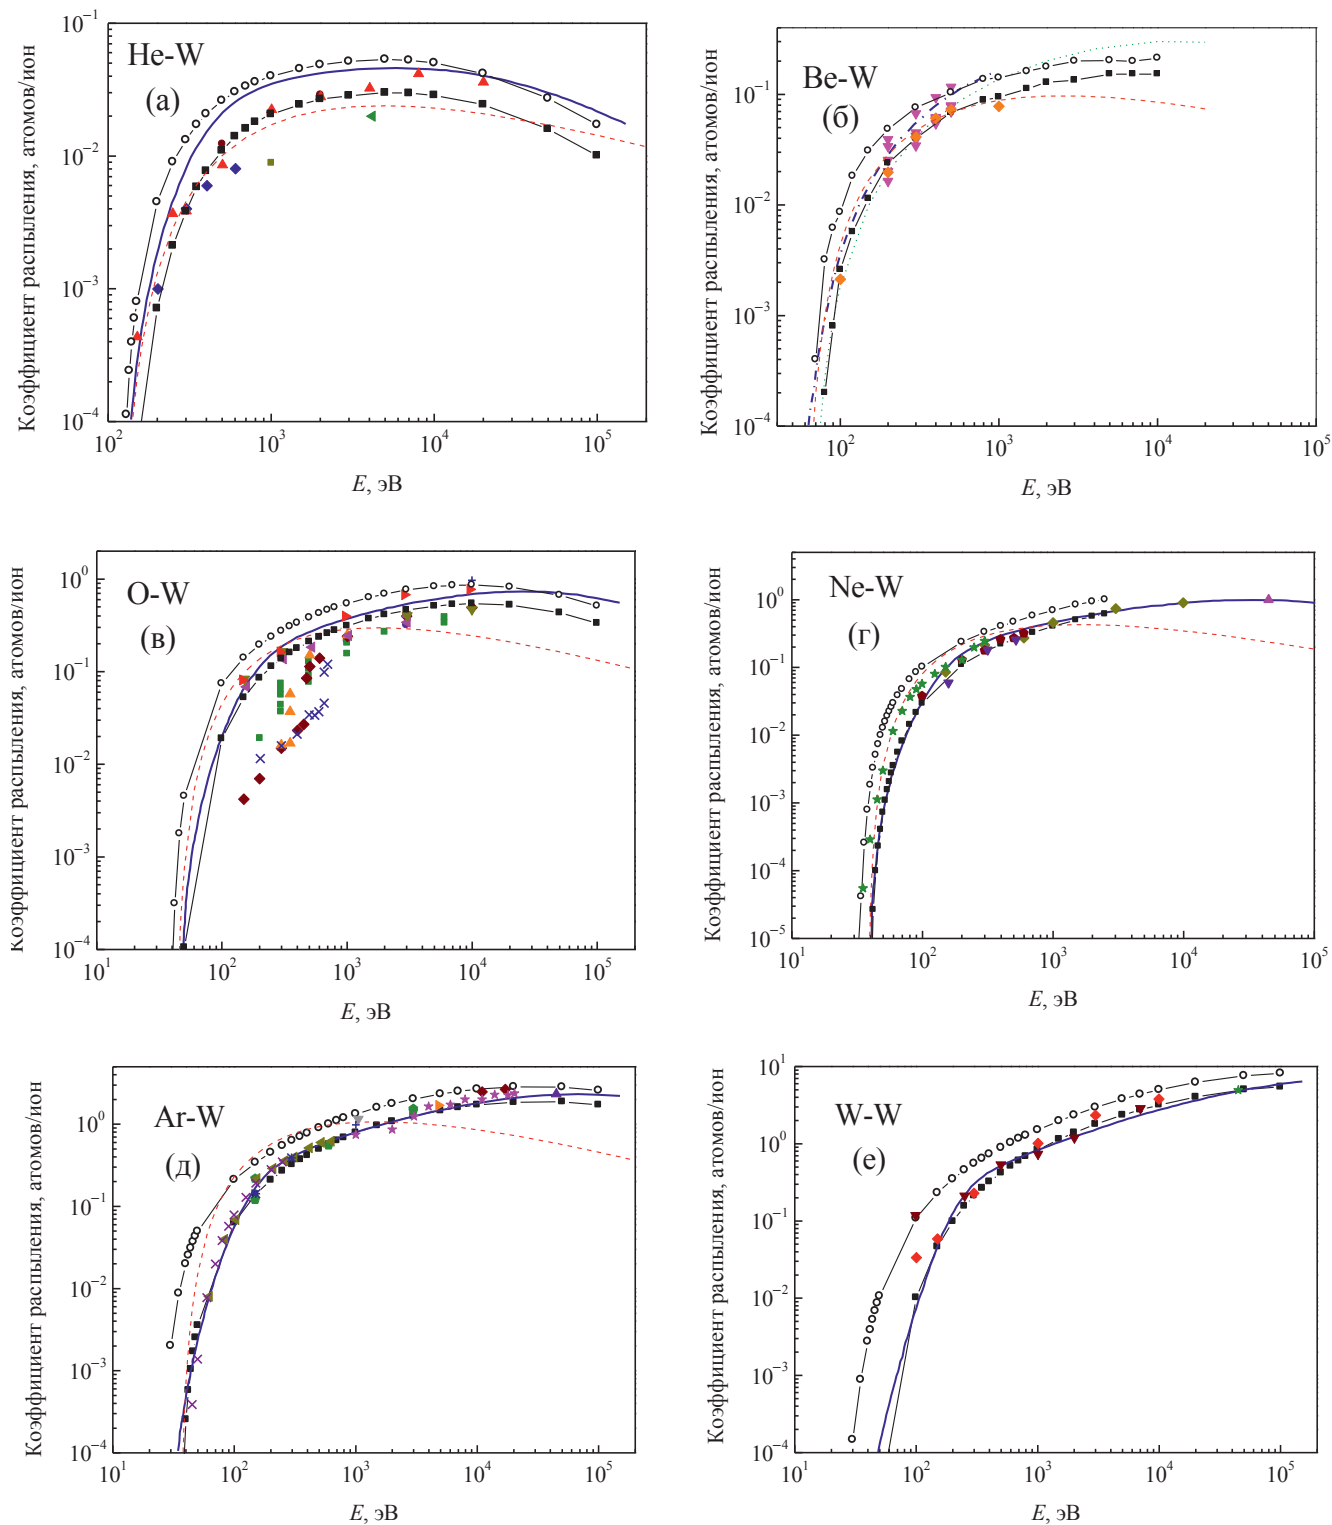 He-W
(а)
Коэффициент распыления, атомов/ион
10⁻¹
10⁻²
10⁻³
10⁻⁴
10² 10³ 10⁴ 10⁵
E, эВ
Be-W
(б)
Коэффициент распыления, атомов/ион
10⁻¹
10⁻²
10⁻³
10⁻⁴
10² 10³ 10⁴ 10⁵
E, эВ
O-W
(в)
Коэффициент распыления, атомов/ион
10⁰
10⁻¹
10⁻²
10⁻³
10⁻⁴
10¹ 10² 10³ 10⁴ 10⁵
E, эВ
Ne-W
(г)
Коэффициент распыления, атомов/ион
10⁰
10⁻¹
10⁻²
10⁻³
10⁻⁴
10⁻⁵
10¹ 10² 10³ 10⁴ 10⁵
E, эВ
Ar-W
(д)
Коэффициент распыления, атомов/ион
10⁰
10⁻¹
10⁻²
10⁻³
10⁻⁴
10¹ 10² 10³ 10⁴ 10⁵
E, эВ
W-W
(е)
Коэффициент распыления, атомов/ион
10¹
10⁰
10⁻¹
10⁻²
10⁻³
10⁻⁴
10¹ 10² 10³ 10⁴ 10⁵
E, эВ